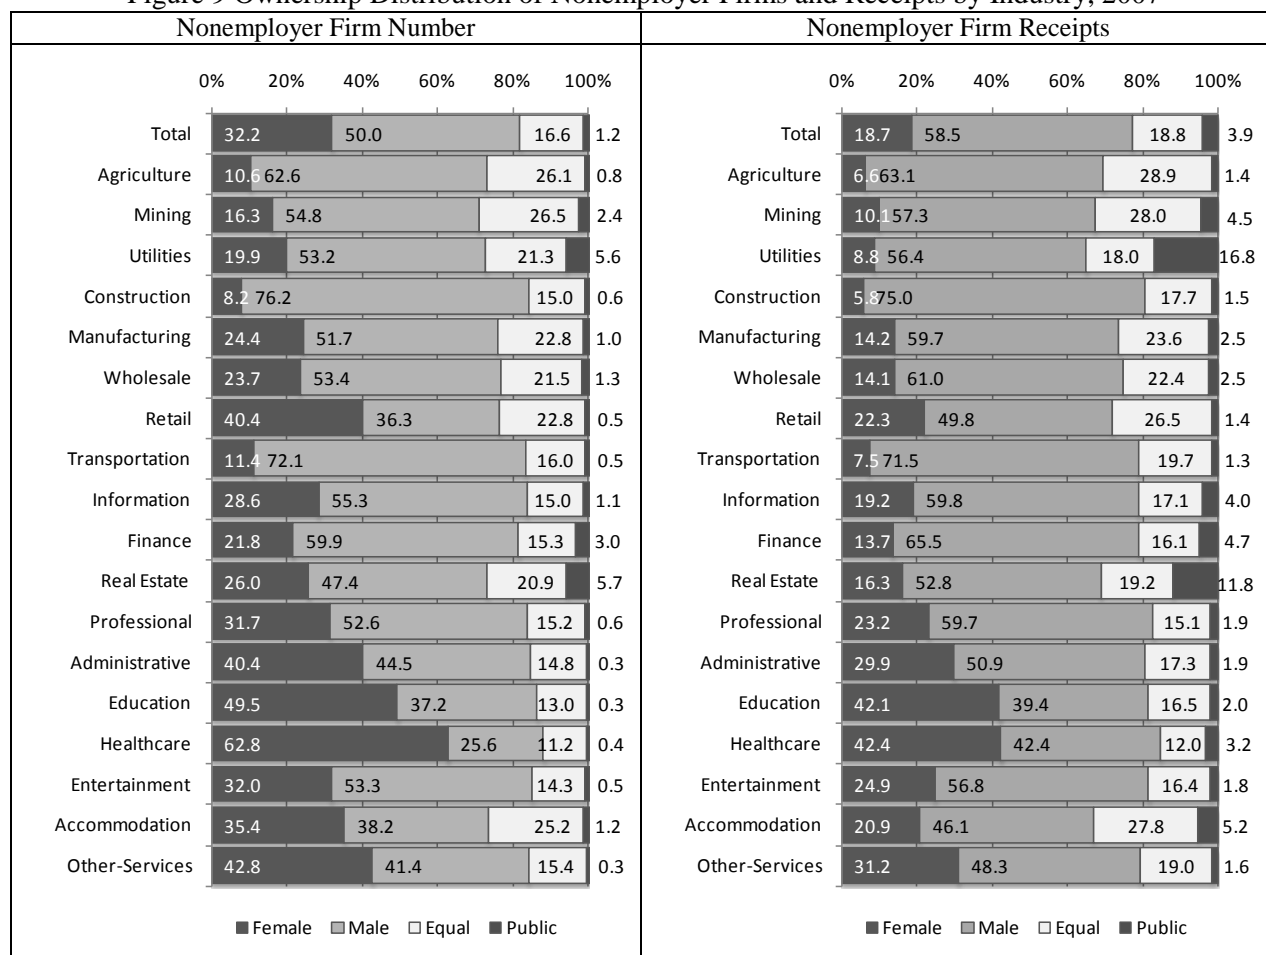 Figure 9 Ownership Distribution of Nonemployer Firms and Receipts by Industry, 2007
Nonemployer Firm Number
0% 20% 40% 60% 80% 100%
Total 32.2 50.0 16.6 1.2
Agriculture 10.6 62.6 26.1 0.8
Mining 16.3 54.8 26.5 2.4
Utilities 19.9 53.2 21.3 5.6
Construction 8.2 76.2 15.0 0.6
Manufacturing 24.4 51.7 22.8 1.0
Wholesale 23.7 53.4 21.5 1.3
Retail 40.4 36.3 22.8 0.5
Transportation 11.4 72.1 16.0 0.5
Information 28.6 55.3 15.0 1.1
Finance 21.8 59.9 15.3 3.0
Real Estate 26.0 47.4 20.9 5.7
Professional 31.7 52.6 15.2 0.6
Administrative 40.4 44.5 14.8 0.3
Education 49.5 37.2 13.0 0.3
Healthcare 62.8 25.6 11.2 0.4
Entertainment 32.0 53.3 14.3 0.5
Accommodation 35.4 38.2 25.2 1.2
Other-Services 42.8 41.4 15.4 0.3
Female Male Equal Public
Nonemployer Firm Receipts
0% 20% 40% 60% 80% 100%
Total 18.7 58.5 18.8 3.9
Agriculture 6.6 63.1 28.9 1.4
Mining 10.1 57.3 28.0 4.5
Utilities 8.8 56.4 18.0 16.8
Construction 5.8 75.0 17.7 1.5
Manufacturing 14.2 59.7 23.6 2.5
Wholesale 14.1 61.0 22.4 2.5
Retail 22.3 49.8 26.5 1.4
Transportation 7.5 71.5 19.7 1.3
Information 19.2 59.8 17.1 4.0
Finance 13.7 65.5 16.1 4.7
Real Estate 16.3 52.8 19.2 11.8
Professional 23.2 59.7 15.1 1.9
Administrative 29.9 50.9 17.3 1.9
Education 42.1 39.4 16.5 2.0
Healthcare 42.4 42.4 12.0 3.2
Entertainment 24.9 56.8 16.4 1.8
Accommodation 20.9 46.1 27.8 5.2
Other-Services 31.2 48.3 19.0 1.6
Female Male Equal Public